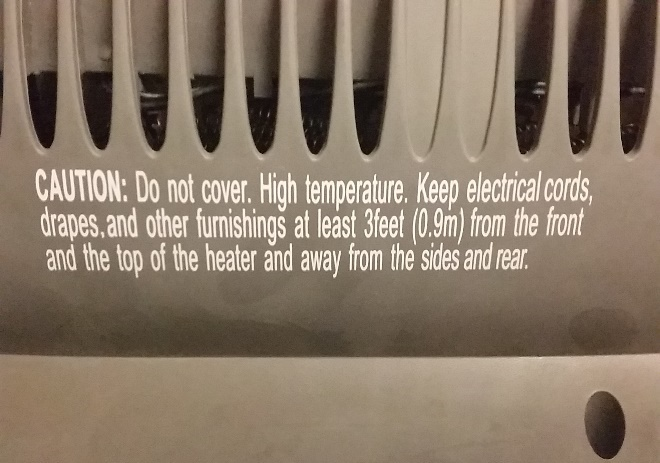 CAUTION: Do not cover. High temperature. Keep electrical cords,
drapes, and other furnishings at least 3feet (0.9m) from the front
and the top of the heater and away from the sides and rear.